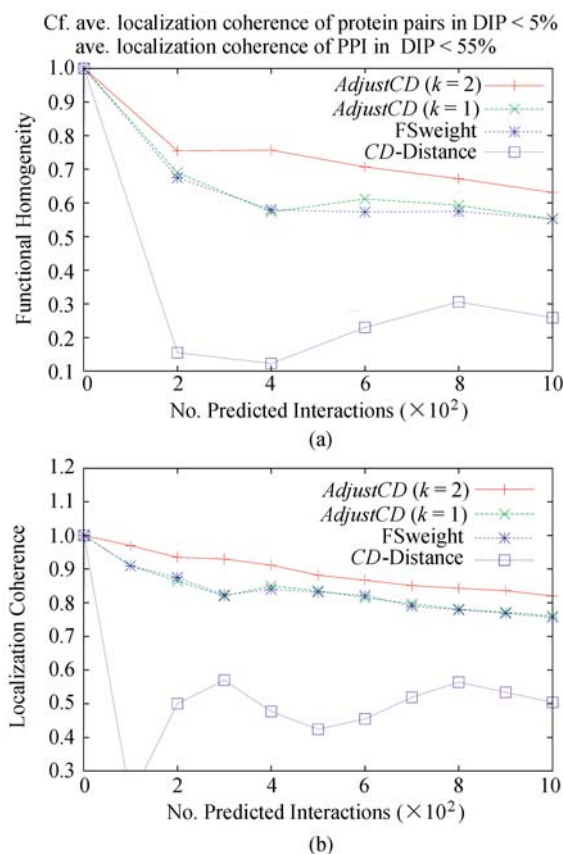 Cf. ave. localization coherence of protein pairs in DIP < 5%
ave. localization coherence of PPI in DIP < 55%
1.0
0.9
0.8
0.7
0.6
0.5
0.4
0.3
0.2
0.1
Functional Homogeneity
AdjustCD (k = 2)
AdjustCD (k = 1)
FSweight
CD-Distance
0 2 4 6 8 10
No. Predicted Interactions (×10²)
(a)
1.2
1.1
1.0
0.9
0.8
0.7
0.6
0.5
0.4
0.3
Localization Coherence
AdjustCD (k = 2)
AdjustCD (k = 1)
FSweight
CD-Distance
0 2 4 6 8 10
No. Predicted Interactions (×10²)
(b)